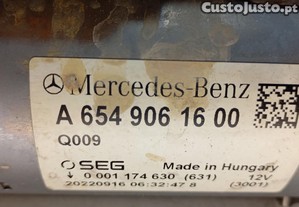 CustoJusto.pt
Mercedes-Benz
A 654 906 16 00
Q009
SEG Made in Hungary
0 001 174 630 (631) 12V
20220916 06:32:47 8 (3001)